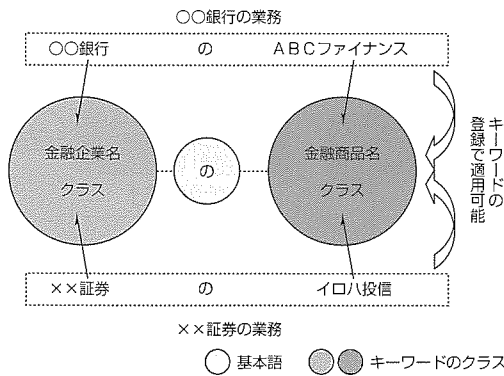 ○○銀行の業務
○○銀行 の ABCファイナンス
金融企業名
クラス
の
金融商品名
クラス
キーワードの
登録で適用可能
××証券 の イロハ投信
××証券の業務
基本語 キーワードのクラス